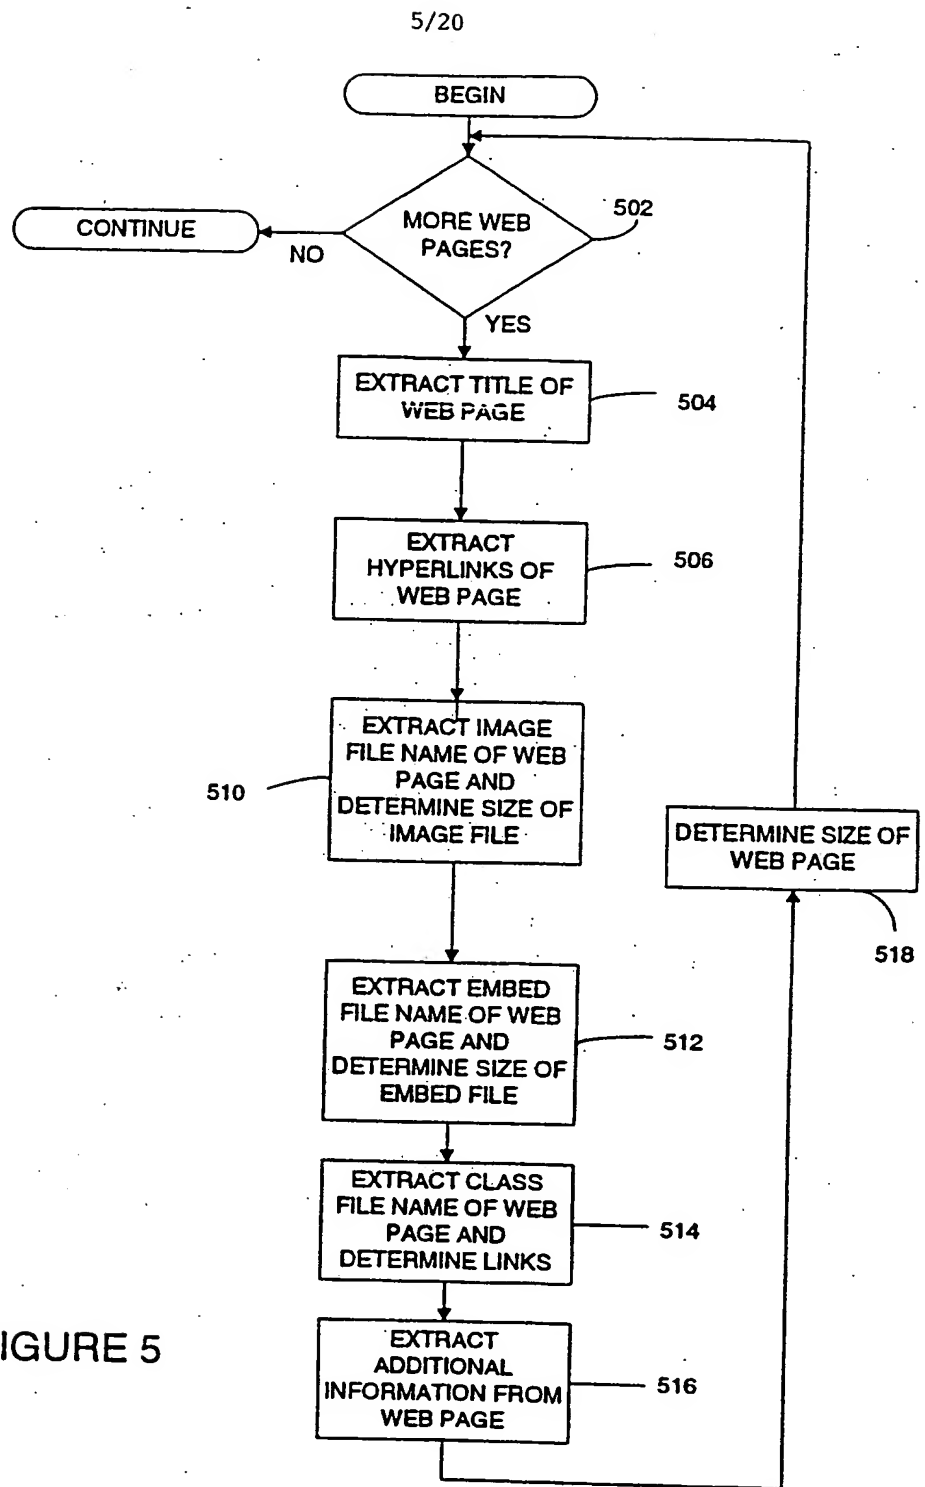 5/20
BEGIN
MORE WEB
PAGES?
502
CONTINUE
NO
YES
EXTRACT TITLE OF
WEB PAGE
504
EXTRACT
HYPERLINKS OF
WEB PAGE
506
EXTRACT IMAGE
FILE NAME OF WEB
PAGE AND
DETERMINE SIZE OF
IMAGE FILE
510
DETERMINE SIZE OF
WEB PAGE
518
EXTRACT EMBED
FILE NAME OF WEB
PAGE AND
DETERMINE SIZE OF
EMBED FILE
512
EXTRACT CLASS
FILE NAME OF WEB
PAGE AND
DETERMINE LINKS
514
EXTRACT
ADDITIONAL
INFORMATION FROM
WEB PAGE
516
IGURE 5